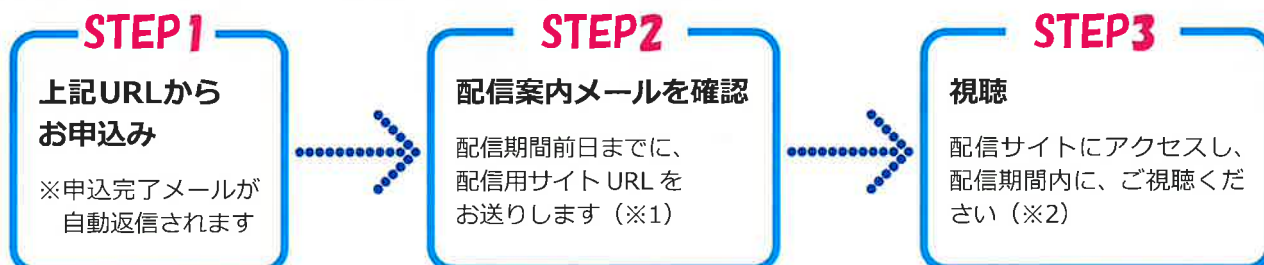 STEP1
上記URLから
お申込み
※申込完了メールが
自動返信されます
STEP2
配信案内メールを確認
配信期間前日までに、
配信用サイト URL を
お送りします（※1）
STEP3
視聴
配信サイトにアクセスし、
配信期間内に、ご視聴くだ
さい（※2）